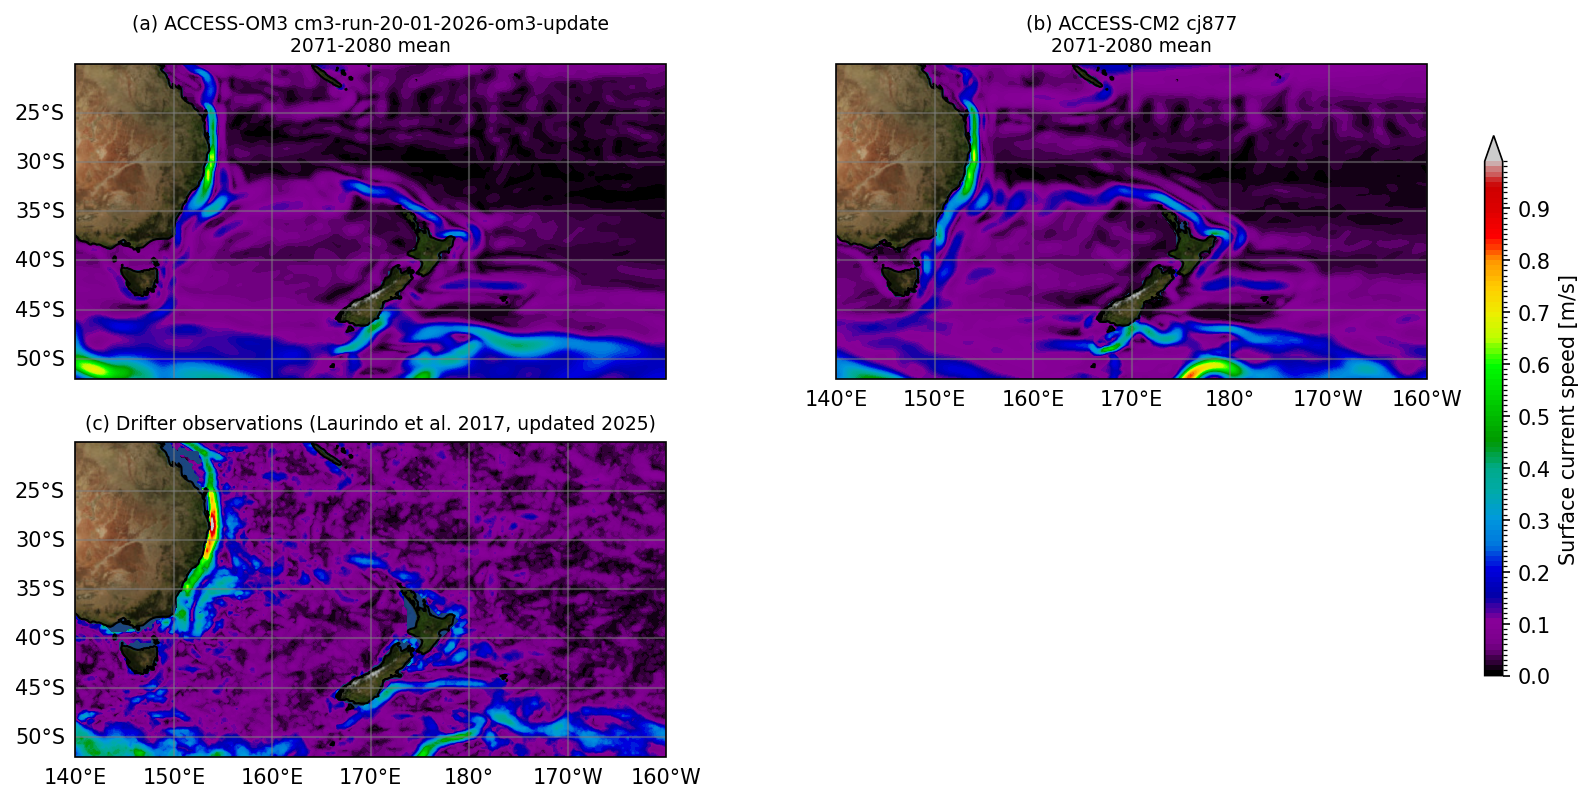 (a) ACCESS-OM3 cm3-run-20-01-2026-om3-update
2071-2080 mean
(b) ACCESS-CM2 cj877
2071-2080 mean
25°S
30°S
35°S
40°S
45°S
50°S
140°E 150°E 160°E 170°E 180° 170°W 160°W
(c) Drifter observations (Laurindo et al. 2017, updated 2025)
25°S
30°S
35°S
40°S
45°S
50°S
140°E 150°E 160°E 170°E 180° 170°W 160°W
0.9
0.8
0.7
0.6
0.5
0.4
0.3
0.2
0.1
0.0
Surface current speed [m/s]